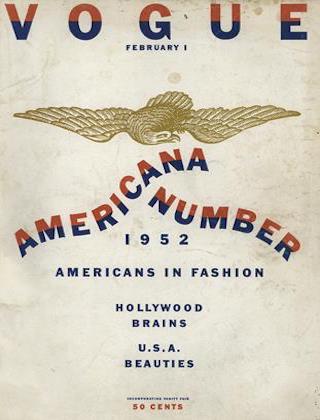 VOGUE
FEBRUARY 1
AMERICANA
NUMBER
1952
AMERICANS IN FASHION
HOLLYWOOD
BRAINS
U.S.A.
BEAUTIES
INCORPORATING VANITY FAIR
50 CENTS